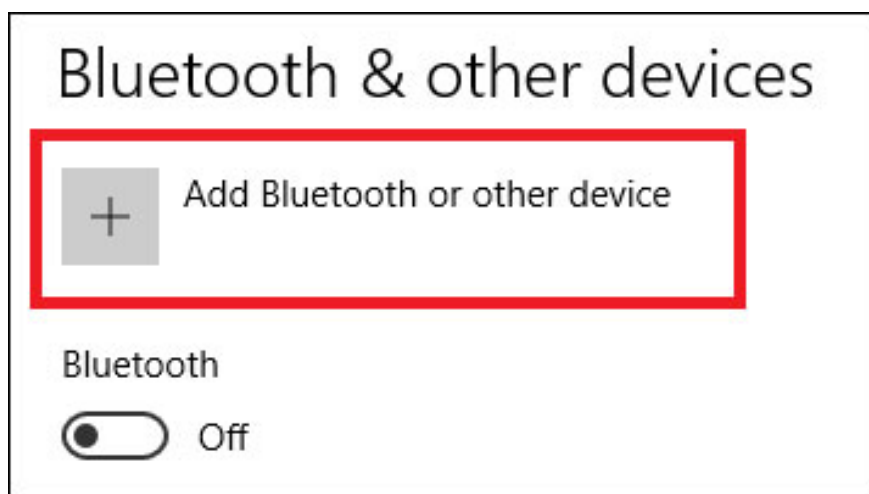 Bluetooth & other devices
Add Bluetooth or other device
Bluetooth
Off